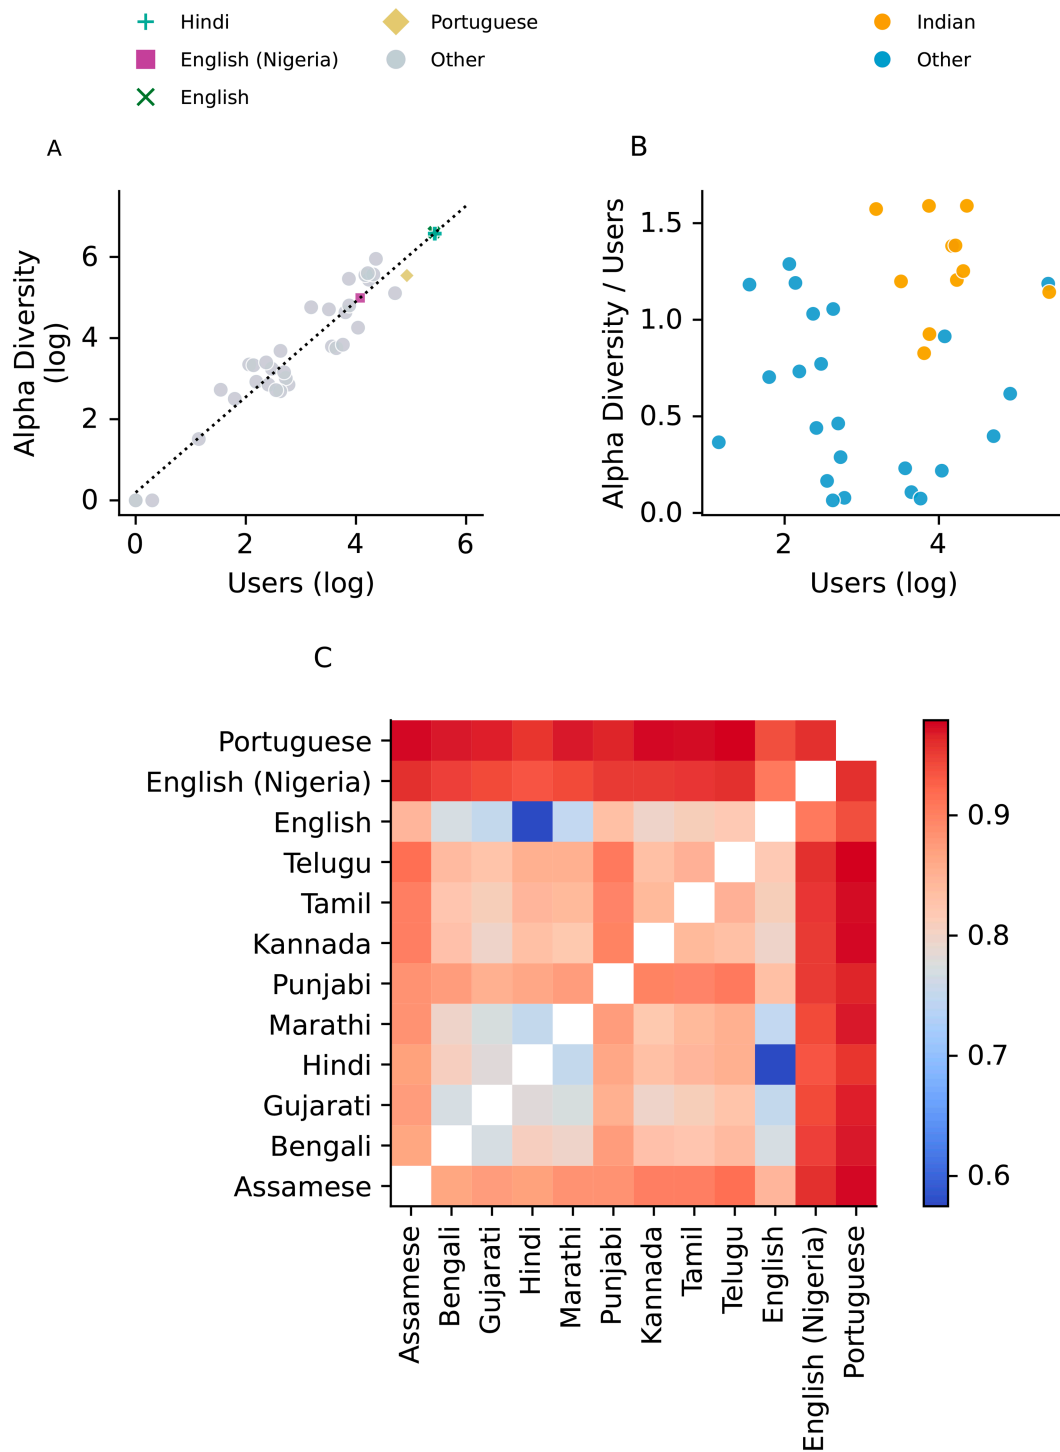 Hindi
English (Nigeria)
English
Portuguese
Other
Indian
Other
A
Alpha Diversity
(log)
6
4
2
0
0 2 4 6
Users (log)
B
Alpha Diversity / Users
1.5
1.0
0.5
0.0
2 4
Users (log)
C
Portuguese
English (Nigeria)
English
Telugu
Tamil
Kannada
Punjabi
Marathi
Hindi
Gujarati
Bengali
Assamese
Assamese
Bengali
Gujarati
Hindi
Marathi
Punjabi
Kannada
Tamil
Telugu
English
English (Nigeria)
Portuguese
0.9
0.8
0.7
0.6